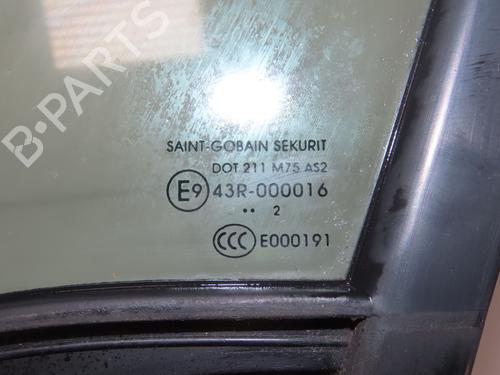 B-PARTS
SAINT-GOBAIN SEKURIT
DOT 211 M75 AS2
E9 43R-000016
•• 2
CCC E000191